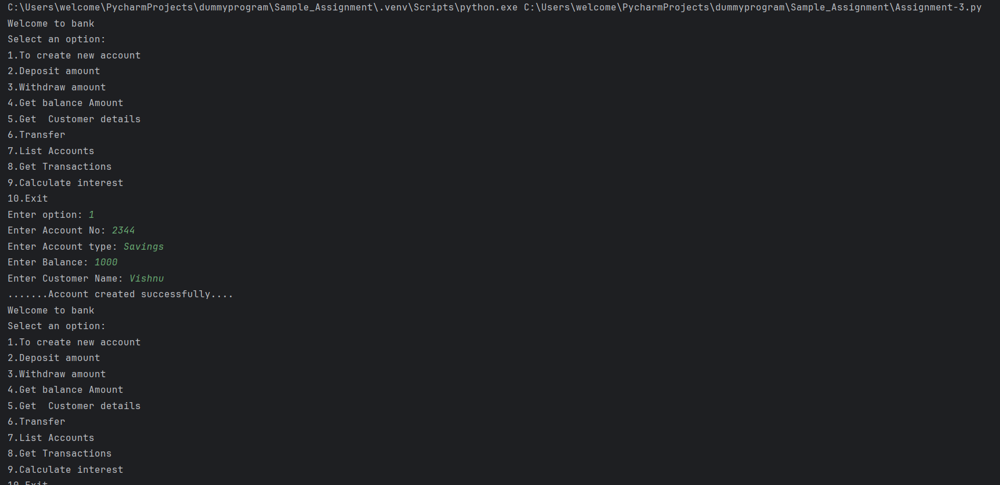 C:\Users\welcome\PycharmProjects\dummyprogram\Sample_Assignment\.venv\Scripts\python.exe C:\Users\welcome\PycharmProjects\dummyprogram\Sample_Assignment\Assignment-3.py
Welcome to bank
Select an option:
1.To create new account
2.Deposit amount
3.Withdraw amount
4.Get balance Amount
5.Get  Customer details
6.Transfer
7.List Accounts
8.Get Transactions
9.Calculate interest
10.Exit
Enter option: 1
Enter Account No: 2344
Enter Account type: Savings
Enter Balance: 1000
Enter Customer Name: Vishnu
.......Account created successfully....
Welcome to bank
Select an option:
1.To create new account
2.Deposit amount
3.Withdraw amount
4.Get balance Amount
5.Get  Customer details
6.Transfer
7.List Accounts
8.Get Transactions
9.Calculate interest
10.Exit